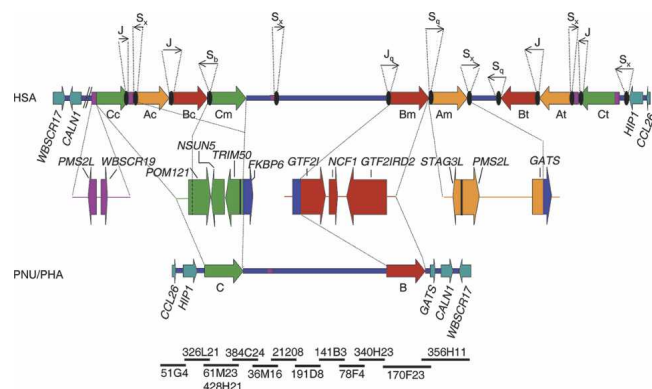 J Sx J Sb Sx Jq Sq Sx Sq J Sx J Sx
HSA
Cc Ac Bc Cm Bm Am Bt At Ct
WBSCR17 CALN1 HIP1 CCL26
PMS2L WBSCR19 POM121 NSUN5 TRIM50 FKBP6 GTF2I NCF1 GTF2IRD2 STAG3L PMS2L GATS
PNU/PHA
CCL26 HIP1 C B GATS CALN1 WBSCR17
326L21 384C24 21208 141B3 340H23 356H11
51G4 61M23 36M16 191D8 78F4 170F23
428H21